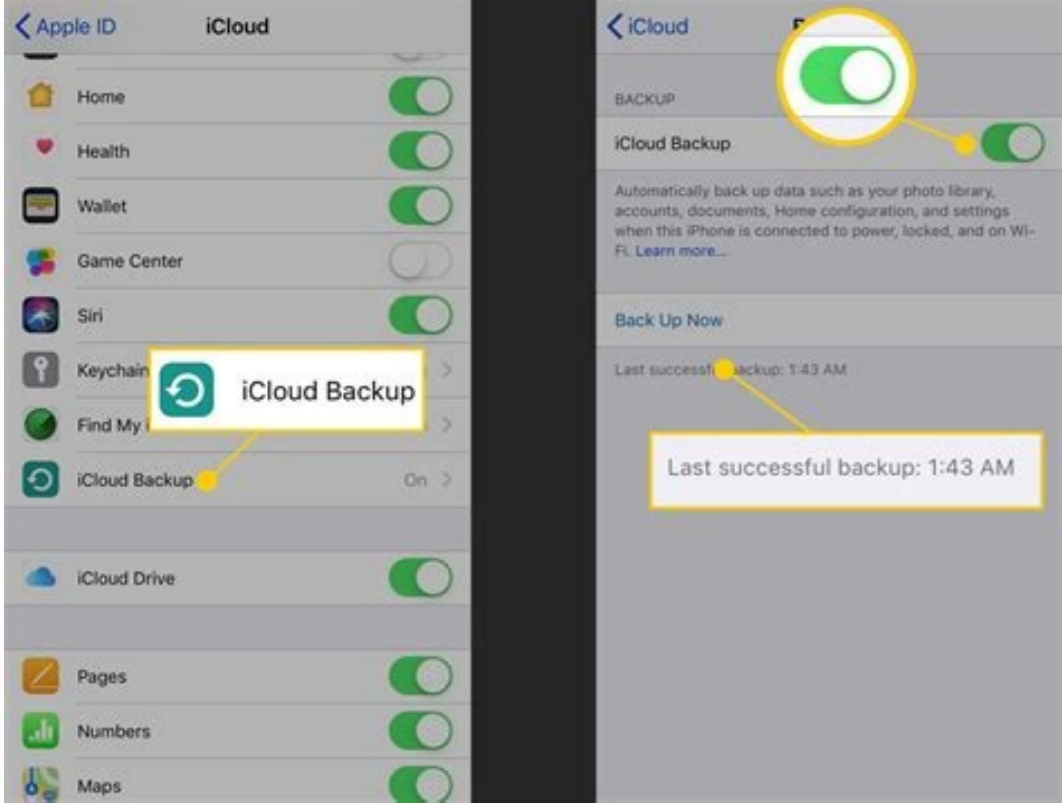 Apple ID
iCloud
Home
Health
Wallet
Game Center
Siri
Keychain
iCloud Backup
Find My
iCloud Backup
On
iCloud Drive
Pages
Numbers
Maps
iCloud
BACKUP
iCloud Backup
Automatically back up data such as your photo library,
accounts, documents, Home configuration, and settings
when this iPhone is connected to power, locked, and on Wi-
Fi. Learn more...
Back Up Now
Last successful backup: 1:43 AM
Last successful backup: 1:43 AM